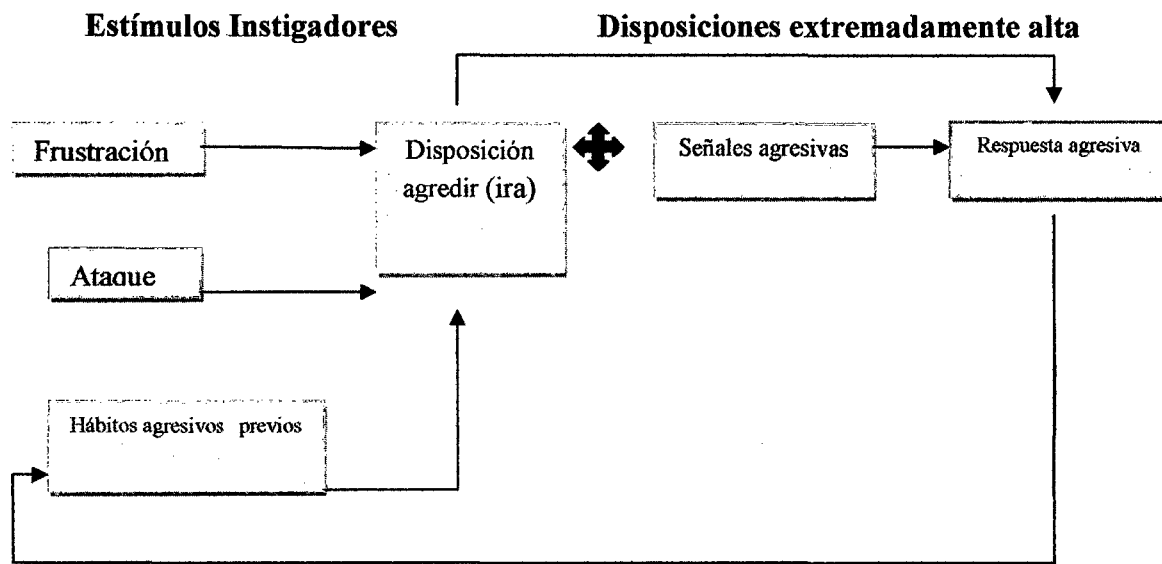 Estímulos Instigadores
Disposiciones extremadamente alta
Frustración
Disposición
agredir (ira)
Señales agresivas
Respuesta agresiva
Ataque
Hábitos agresivos previos